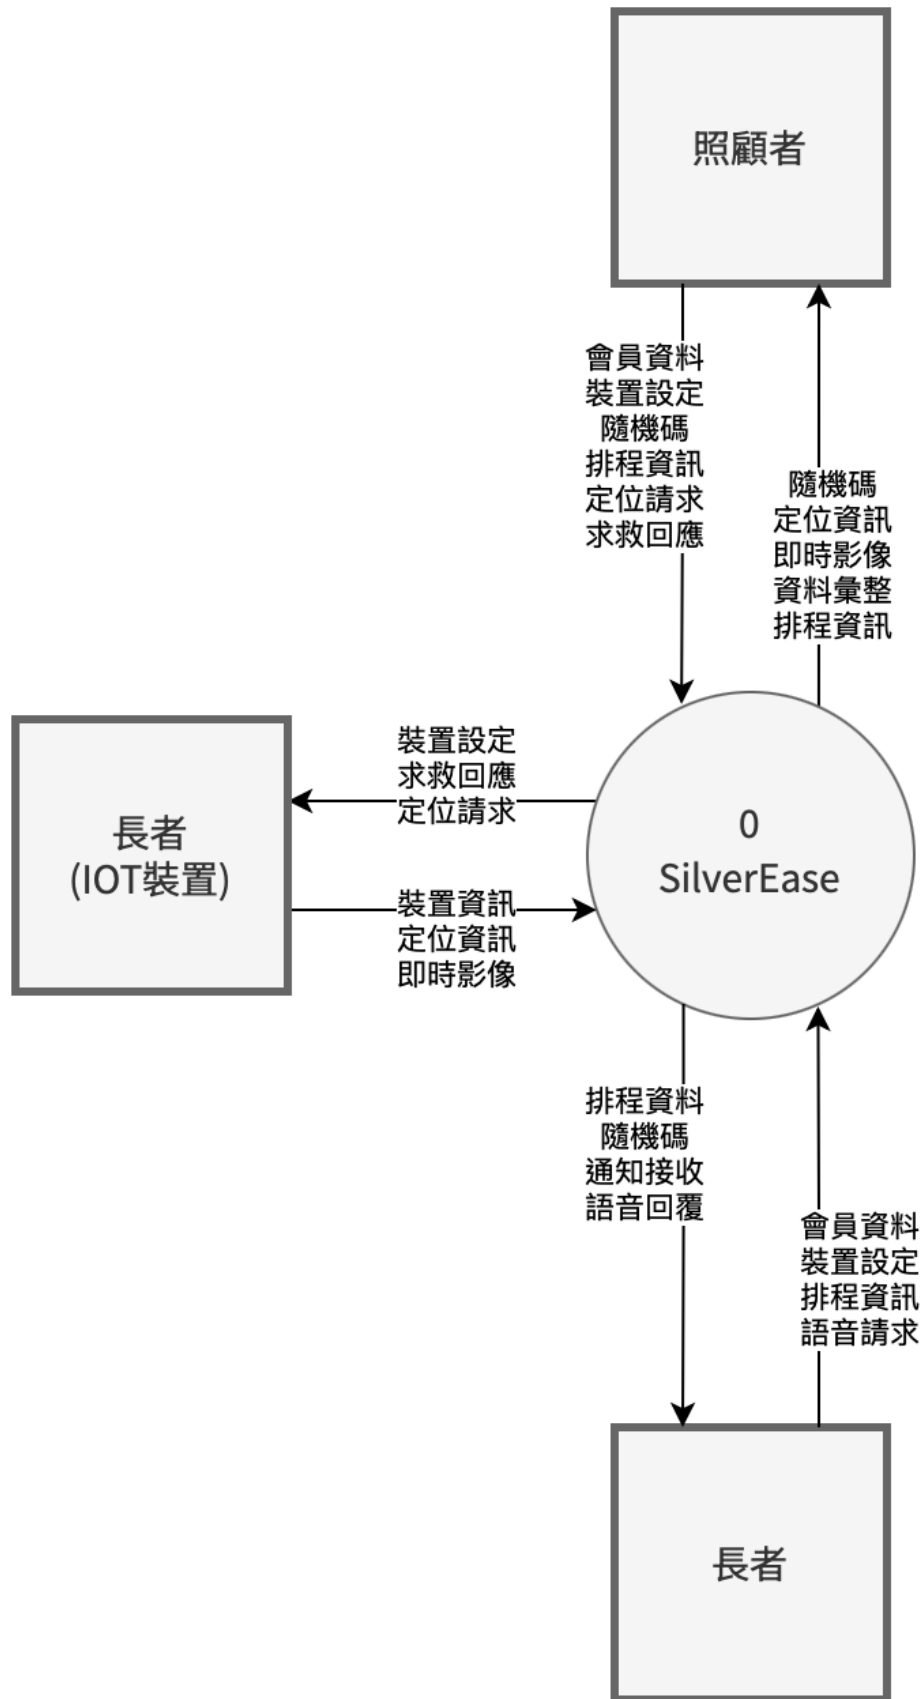 照顧者
會員資料
裝置設定
隨機碼
排程資訊
定位請求
求救回應
隨機碼
定位資訊
即時影像
資料彙整
排程資訊
裝置設定
求救回應
定位請求
長者
(IOT裝置)
0
SilverEase
裝置資訊
定位資訊
即時影像
排程資料
隨機碼
通知接收
語音回覆
會員資料
裝置設定
排程資訊
語音請求
長者